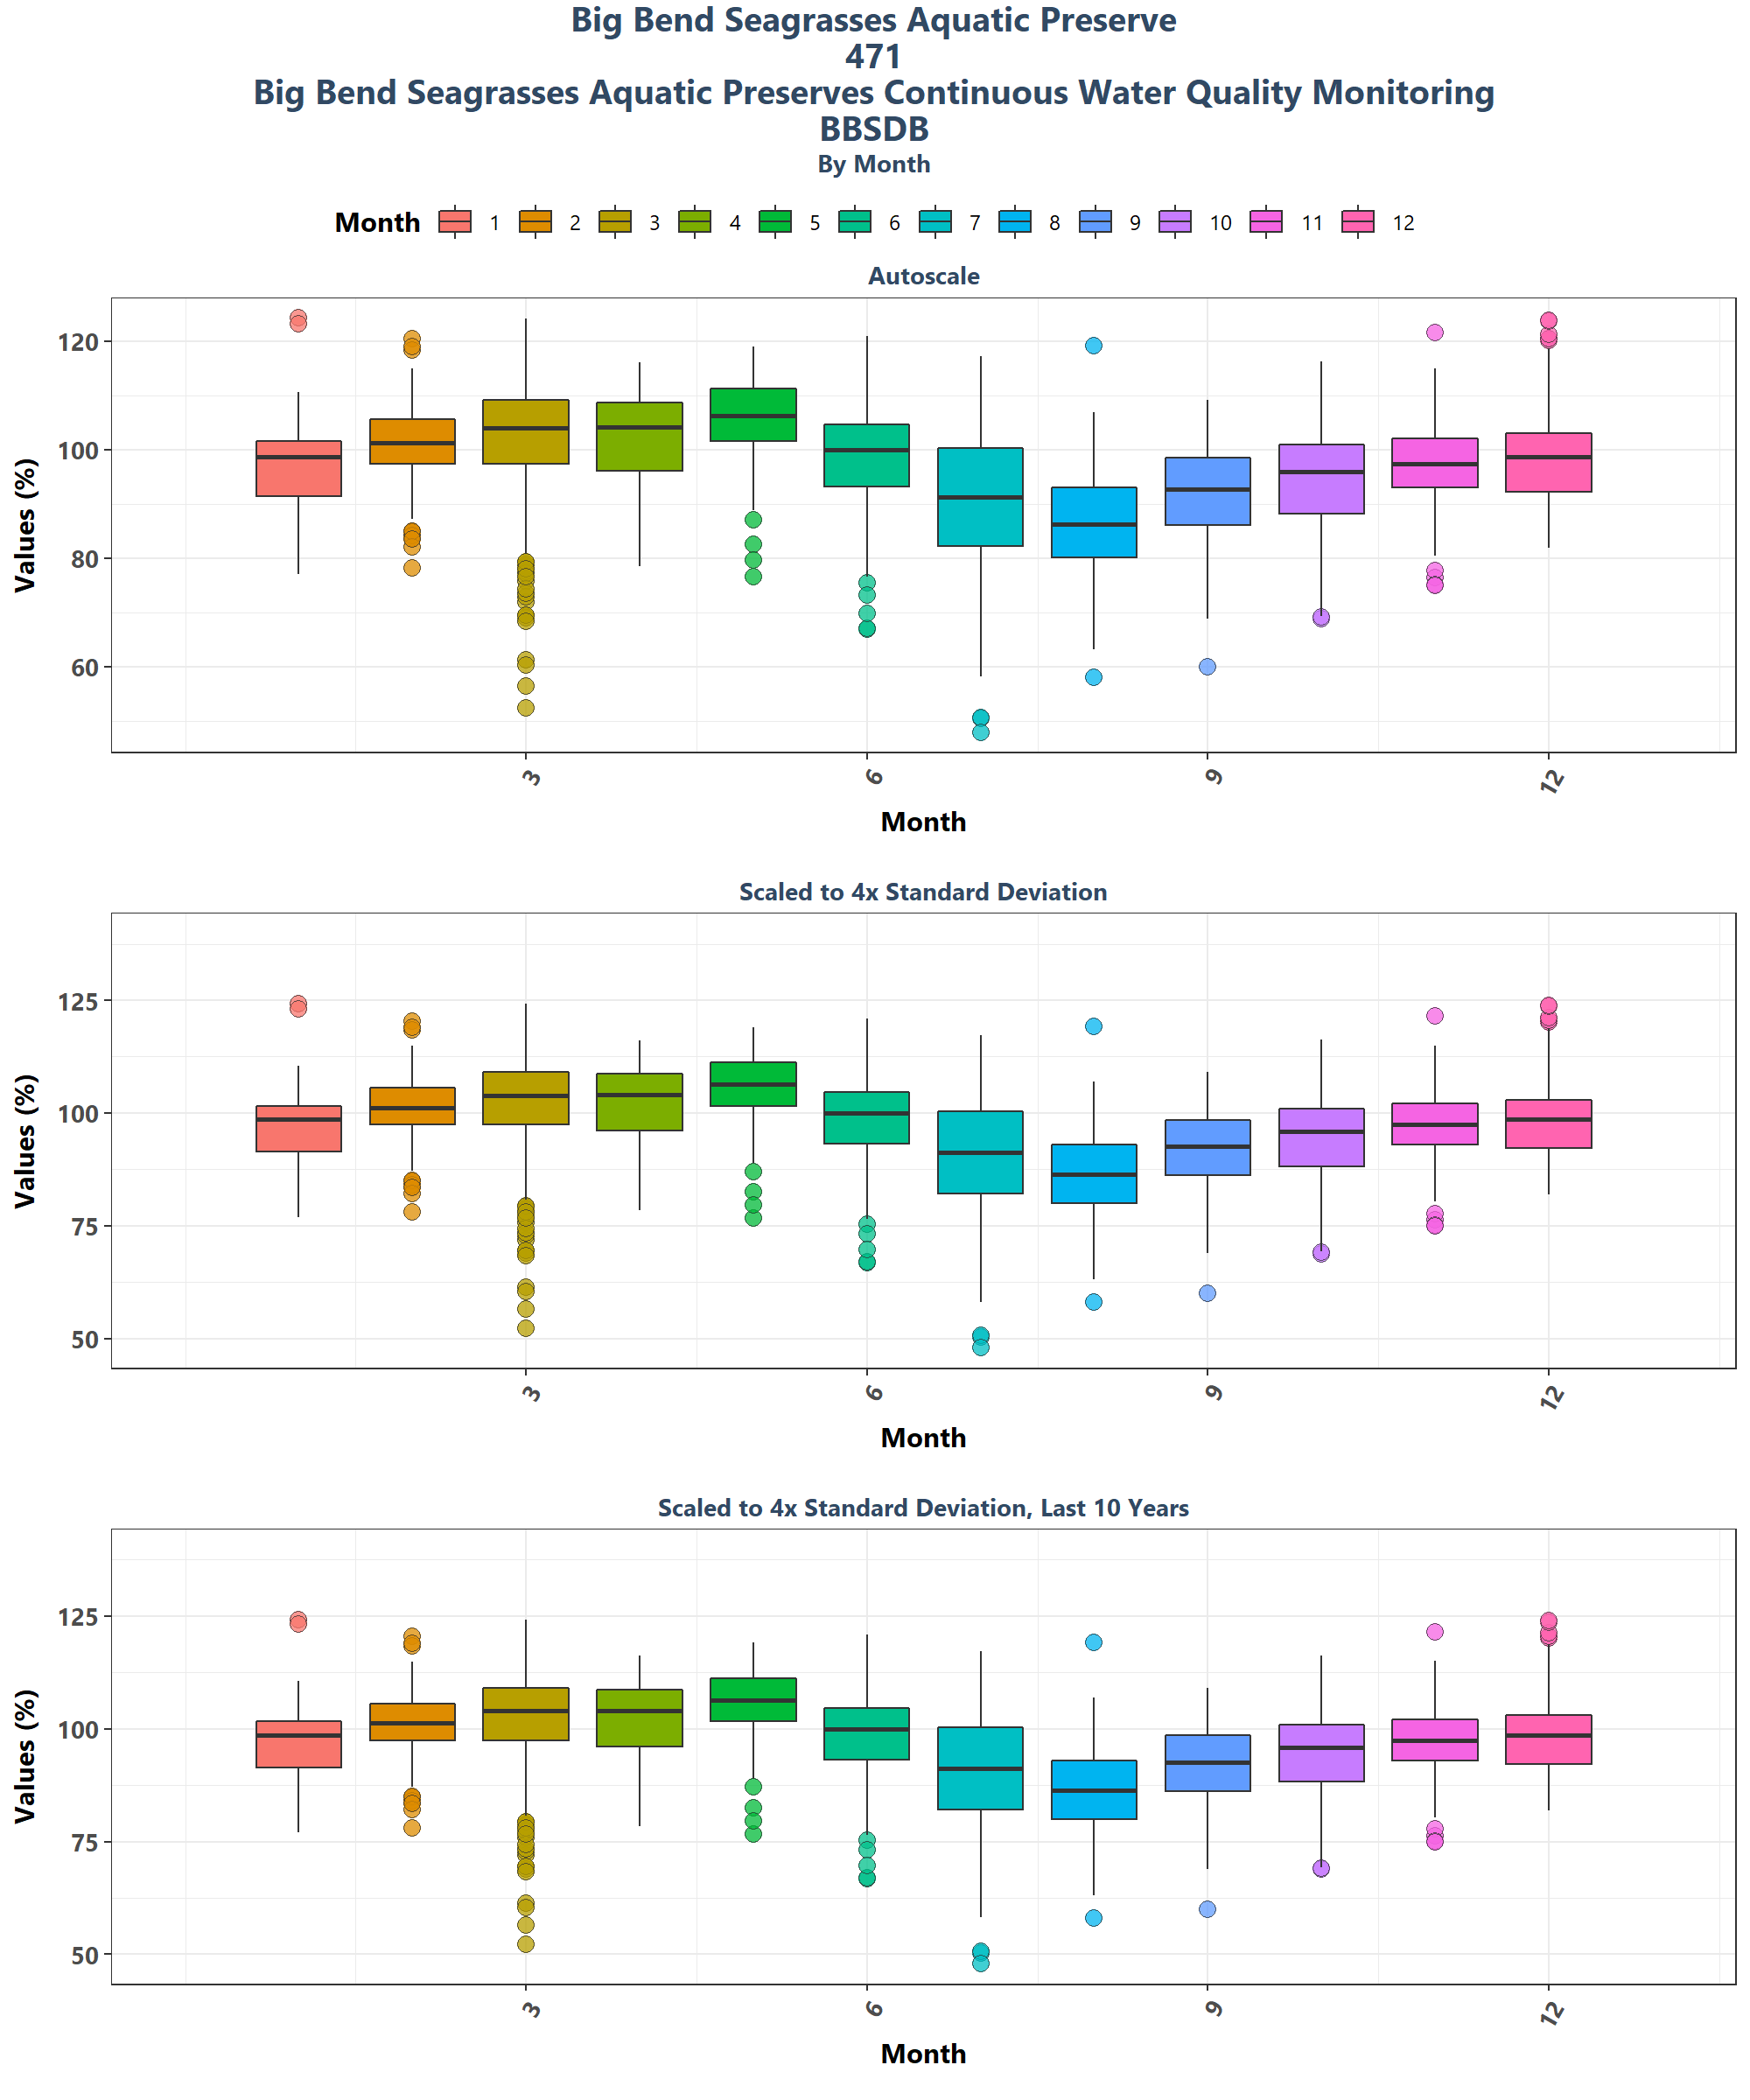 Big Bend Seagrasses Aquatic Preserve
471
Big Bend Seagrasses Aquatic Preserves Continuous Water Quality Monitoring
BBSDB
By Month
Month 1 2 3 4 5 6 7 8 9 10 11 12
Autoscale
Values (%)
120
100
80
60
3 6 9 12
Month
Scaled to 4x Standard Deviation
Values (%)
125
100
75
50
3 6 9 12
Month
Scaled to 4x Standard Deviation, Last 10 Years
Values (%)
125
100
75
50
3 6 9 12
Month